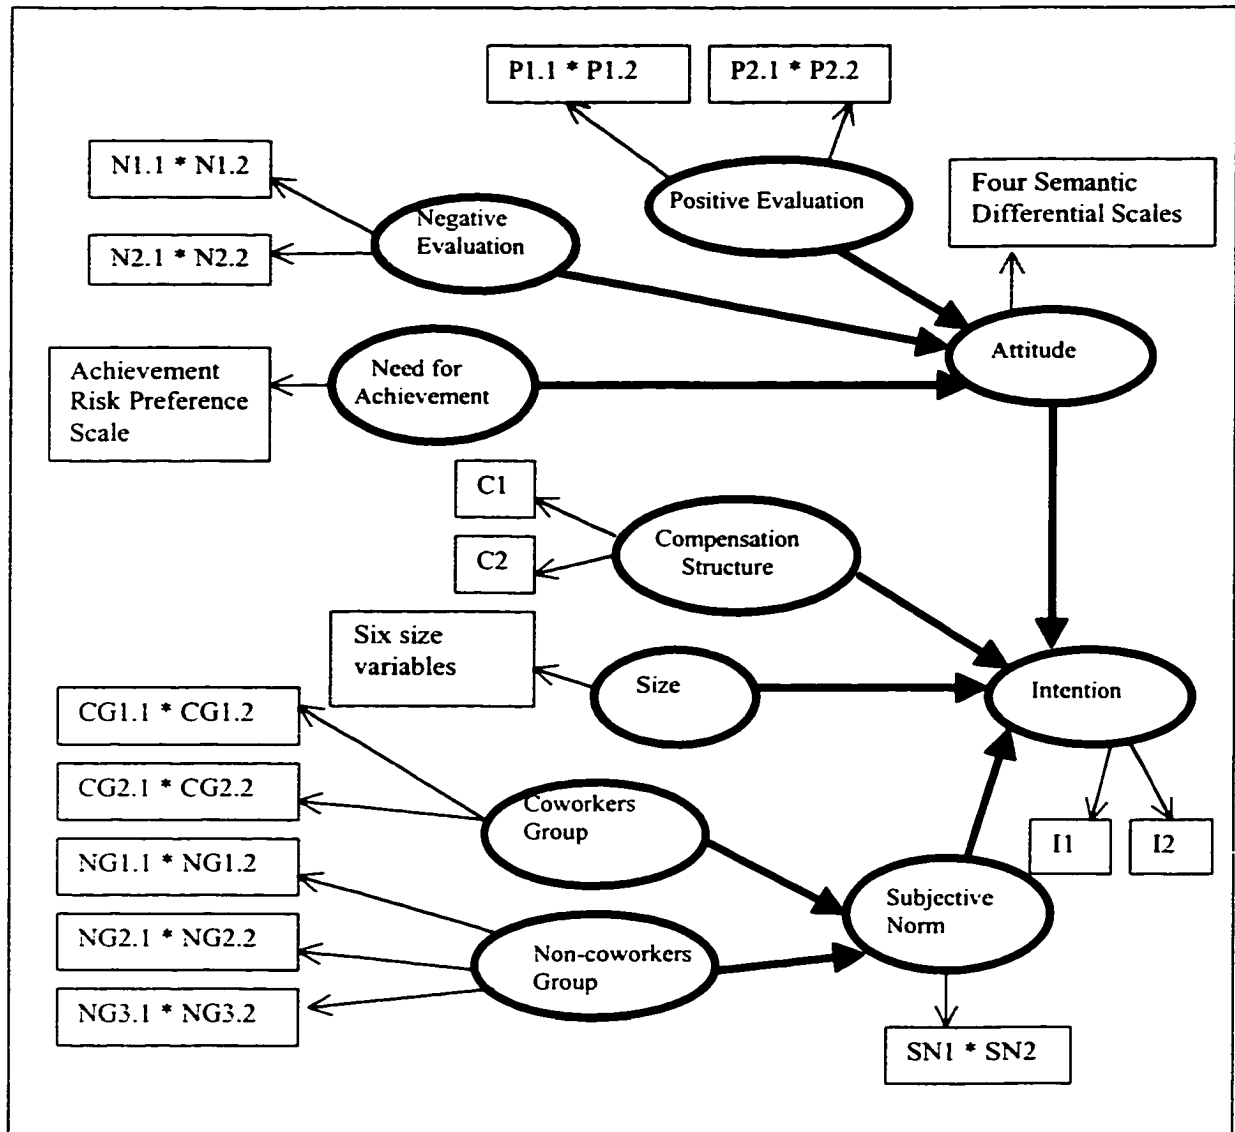 P1.1 * P1.2
P2.1 * P2.2
N1.1 * N1.2
N2.1 * N2.2
Negative
Evaluation
Positive Evaluation
Four Semantic
Differential Scales
Achievement
Risk Preference
Scale
Need for
Achievement
Attitude
C1
C2
Compensation
Structure
Six size
variables
Size
Intention
CG1.1 * CG1.2
CG2.1 * CG2.2
NG1.1 * NG1.2
NG2.1 * NG2.2
NG3.1 * NG3.2
Coworkers
Group
Non-coworkers
Group
Subjective
Norm
I1
I2
SN1 * SN2